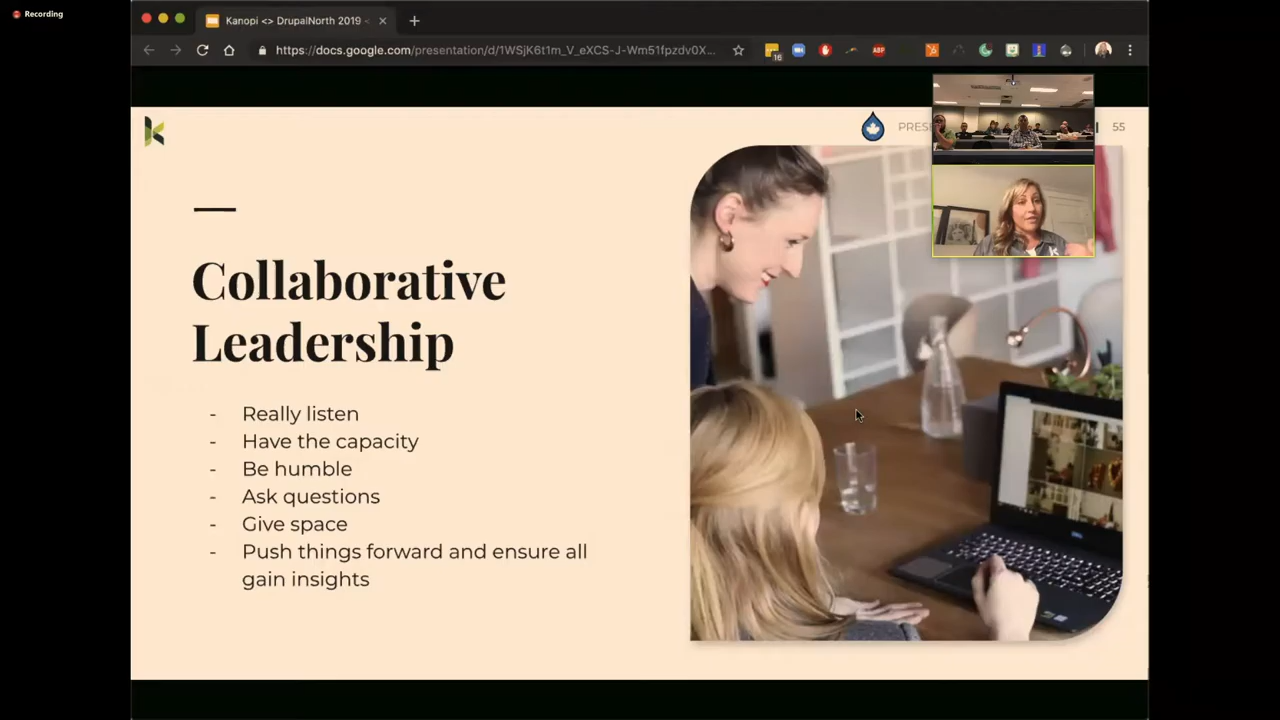 Recording
Kanopi <> DrupalNorth 2019 <
https://docs.google.com/presentation/d/1WSjK6t1m_V_eXCS-J-Wm51fpzdv0X...
16
ABP
55
Collaborative
Leadership
- Really listen
- Have the capacity
- Be humble
- Ask questions
- Give space
- Push things forward and ensure all
gain insights